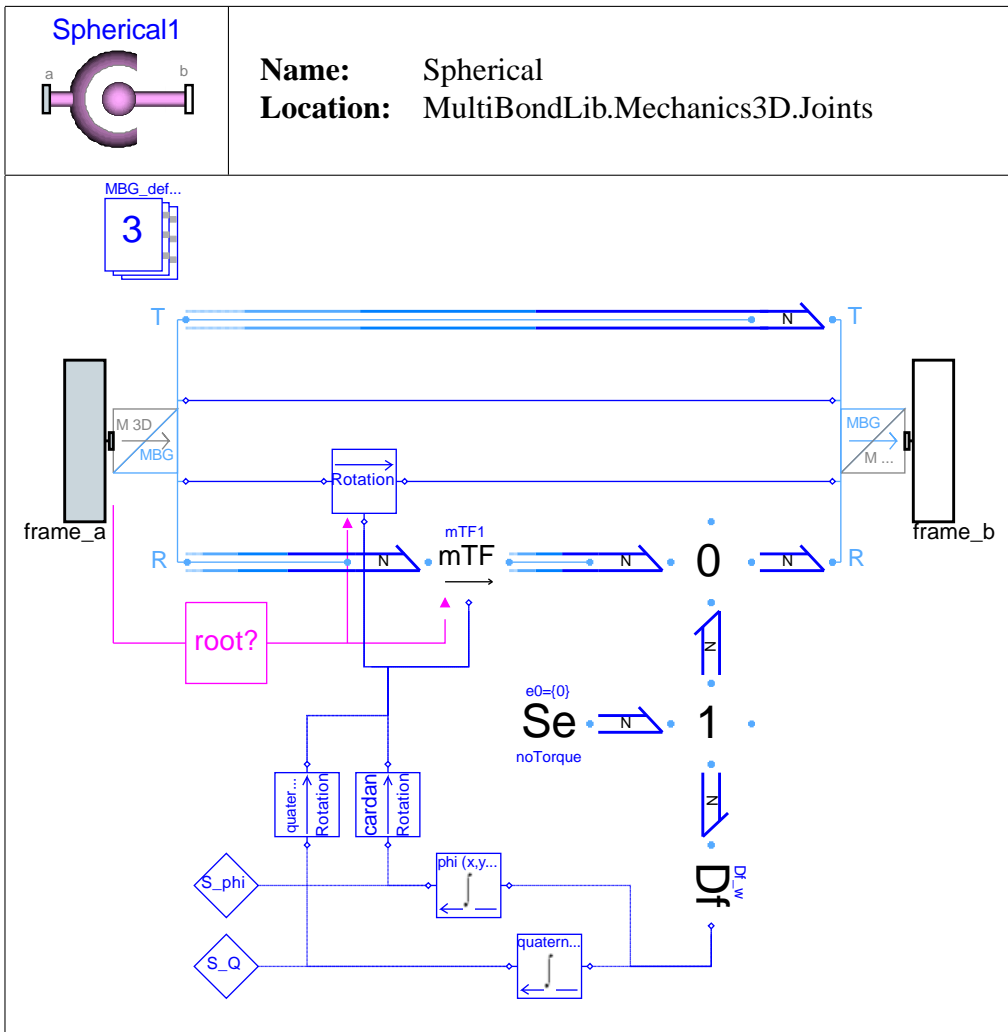 Spherical1
a
b
Name: Spherical
Location: MultiBondLib.Mechanics3D.Joints
MBG_def...
3
T
N
T
M 3D
MBG
MBG
M ...
Rotation
frame_a
frame_b
mTF1
R
N
mTF
N
0
N
R
root?
N
e0={0}
Se
N
1
noTorque
quater...
Rotation
cardan
Rotation
N
S_phi
phi (x,y...
Df
Df_w
S_Q
quatern...